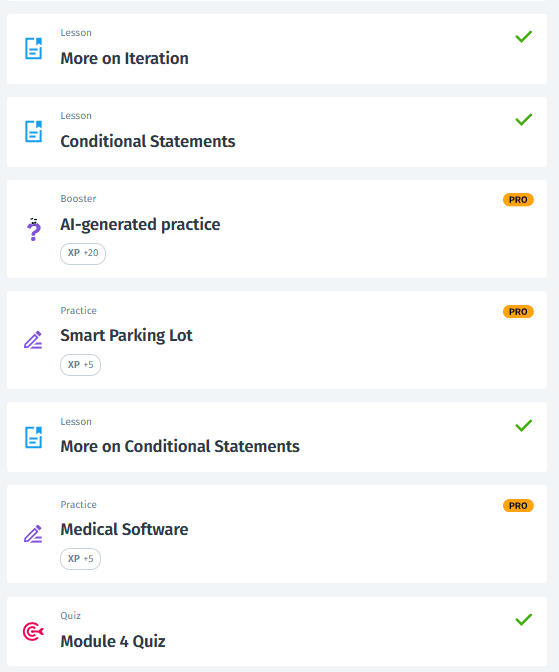 Lesson
More on Iteration
Lesson
Conditional Statements
Booster
PRO
AI-generated practice
XP +20
Practice
PRO
Smart Parking Lot
XP +5
Lesson
More on Conditional Statements
Practice
PRO
Medical Software
XP +5
Quiz
Module 4 Quiz